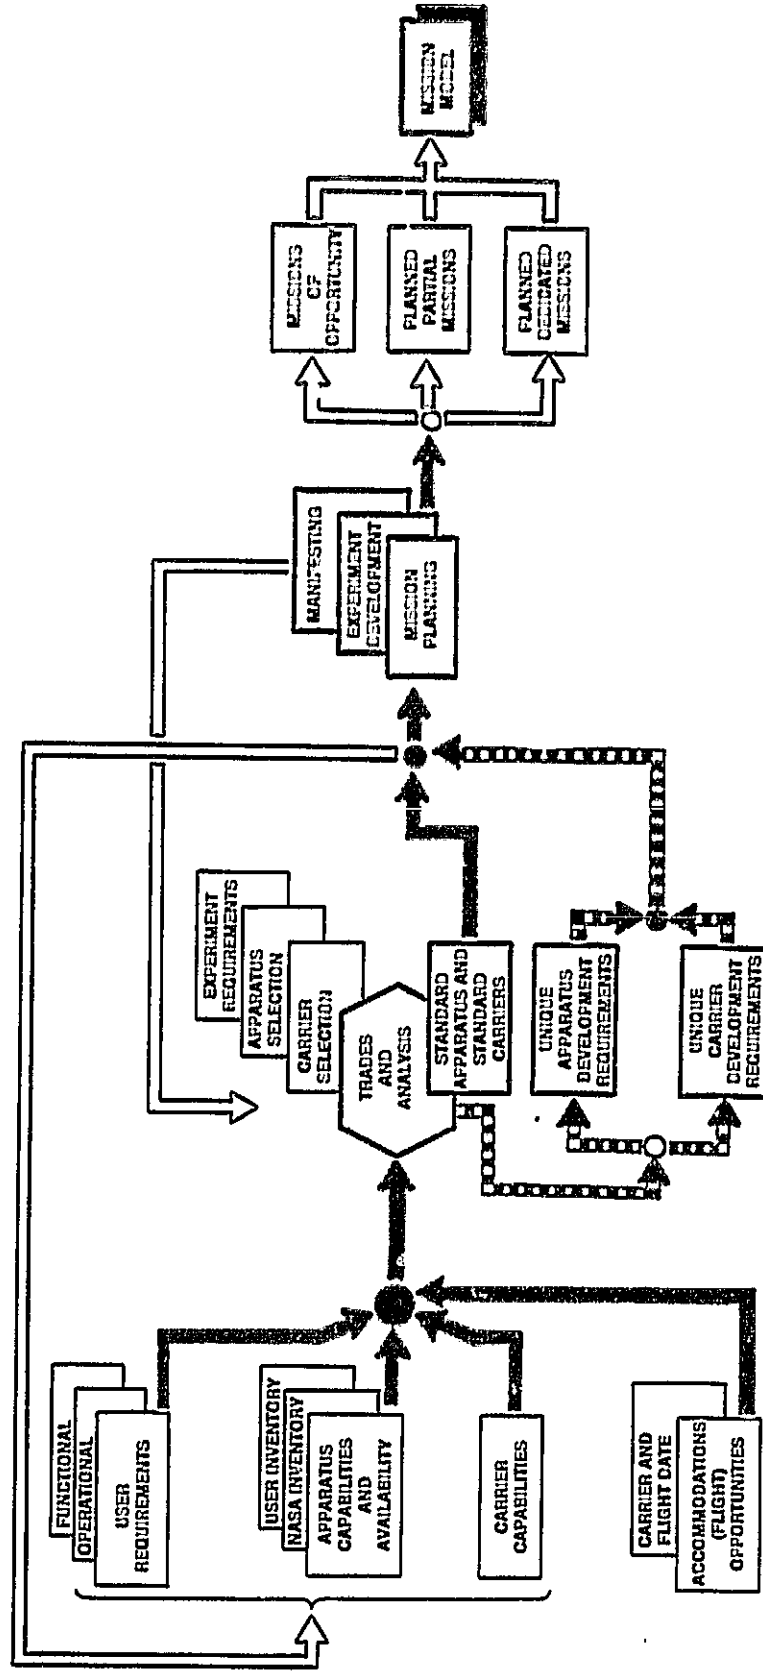 FUNCTIONAL
OPERATIONAL
USER
REQUIREMENTS
USER INVENTORY
NASA INVENTORY
APPARATUS
CAPABILITIES
AND
AVAILABILITY
CARRIER
CAPABILITIES
CARRIER AND
FLIGHT DATE
ACCOMMODATIONS
(FLIGHT)
OPPORTUNITIES
EXPERIMENT
REQUIREMENTS
APPARATUS
SELECTION
CARRIER
SELECTION
TRADES
AND
ANALYSIS
STANDARD
APPARATUS AND
STANDARD
CARRIERS
UNIQUE
APPARATUS
DEVELOPMENT
REQUIREMENTS
UNIQUE
CARRIER
DEVELOPMENT
REQUIREMENTS
MANIFESTING
EXPERIMENT
DEVELOPMENT
MISSION
PLANNING
MISSIONS
OF
OPPORTUNITY
PLANNED
PARTIAL
MISSIONS
PLANNED
DEDICATED
MISSIONS
MISSION
MODEL